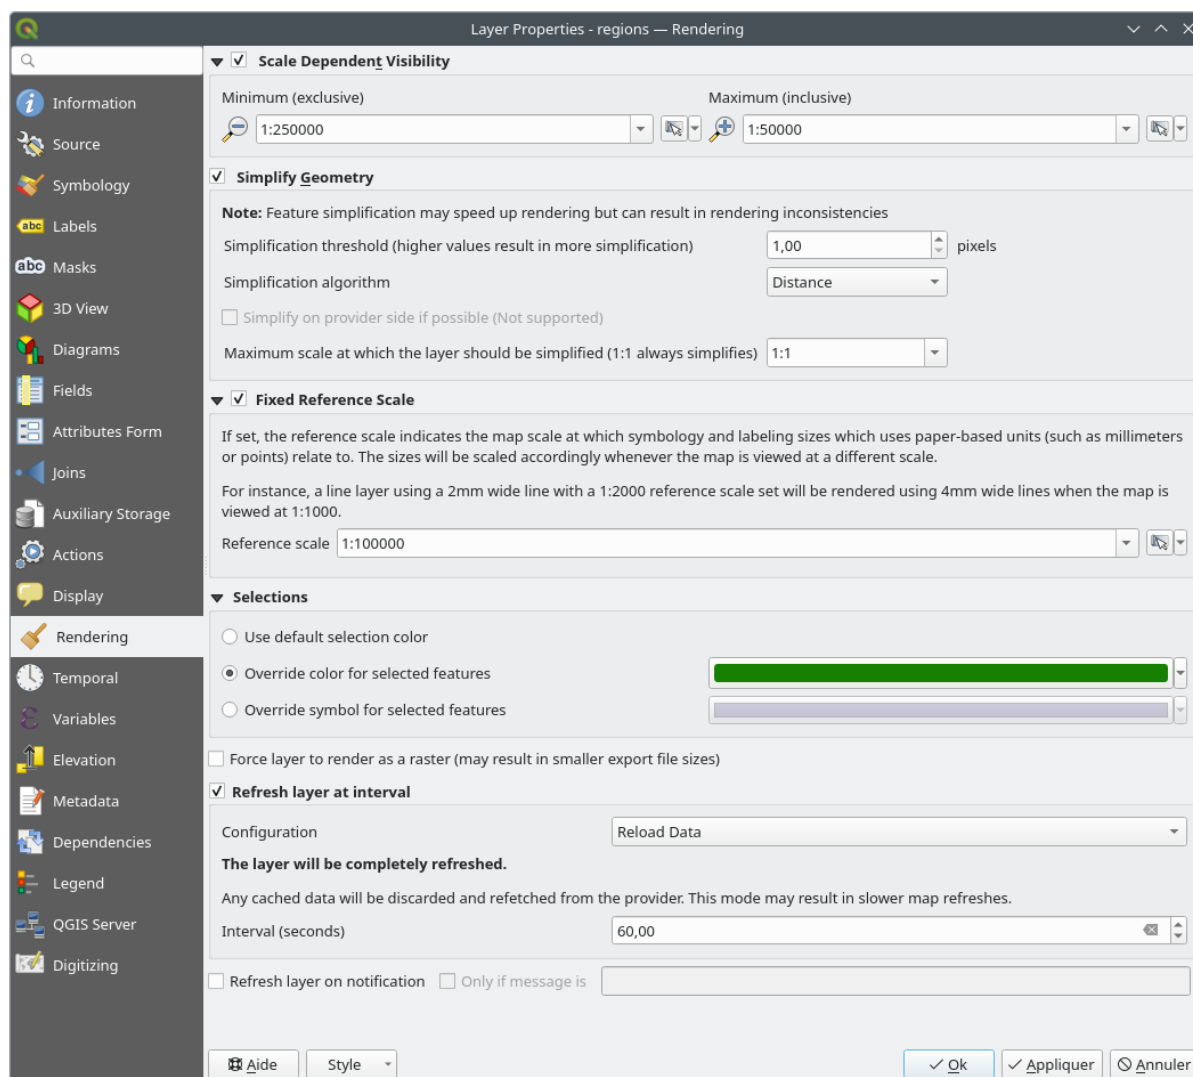 Layer Properties - regions — Rendering
Information
Source
Symbology
abc Labels
abc Masks
3D View
Diagrams
Fields
Attributes Form
Joins
Auxiliary Storage
Actions
Display
Rendering
Temporal
Variables
Elevation
Metadata
Dependencies
Legend
QGIS Server
Digitizing
Scale Dependent Visibility
Minimum (exclusive) Maximum (inclusive)
1:250000 1:50000
Simplify Geometry
Note: Feature simplification may speed up rendering but can result in rendering inconsistencies
Simplification threshold (higher values result in more simplification) 1,00 pixels
Simplification algorithm Distance
Simplify on provider side if possible (Not supported)
Maximum scale at which the layer should be simplified (1:1 always simplifies) 1:1
Fixed Reference Scale
If set, the reference scale indicates the map scale at which symbology and labeling sizes which uses paper-based units (such as millimeters
or points) relate to. The sizes will be scaled accordingly whenever the map is viewed at a different scale.
For instance, a line layer using a 2mm wide line with a 1:2000 reference scale set will be rendered using 4mm wide lines when the map is
viewed at 1:1000.
Reference scale 1:100000
Selections
Use default selection color
Override color for selected features
Override symbol for selected features
Force layer to render as a raster (may result in smaller export file sizes)
Refresh layer at interval
Configuration Reload Data
The layer will be completely refreshed.
Any cached data will be discarded and refetched from the provider. This mode may result in slower map refreshes.
Interval (seconds) 60,00
Refresh layer on notification Only if message is
Aide Style Ok Appliquer Annuler